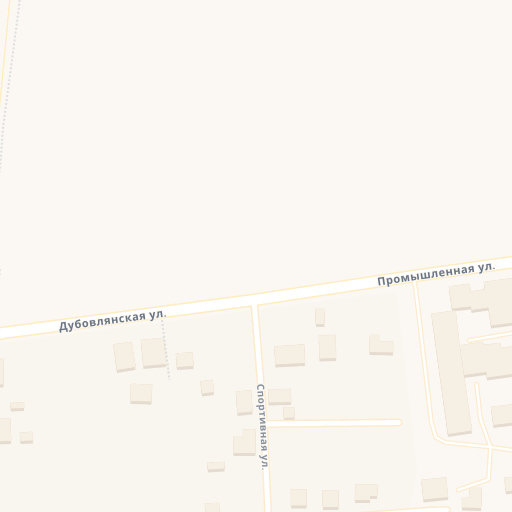 Промышленная ул.
Дубовлянская ул.
Спортивная ул.